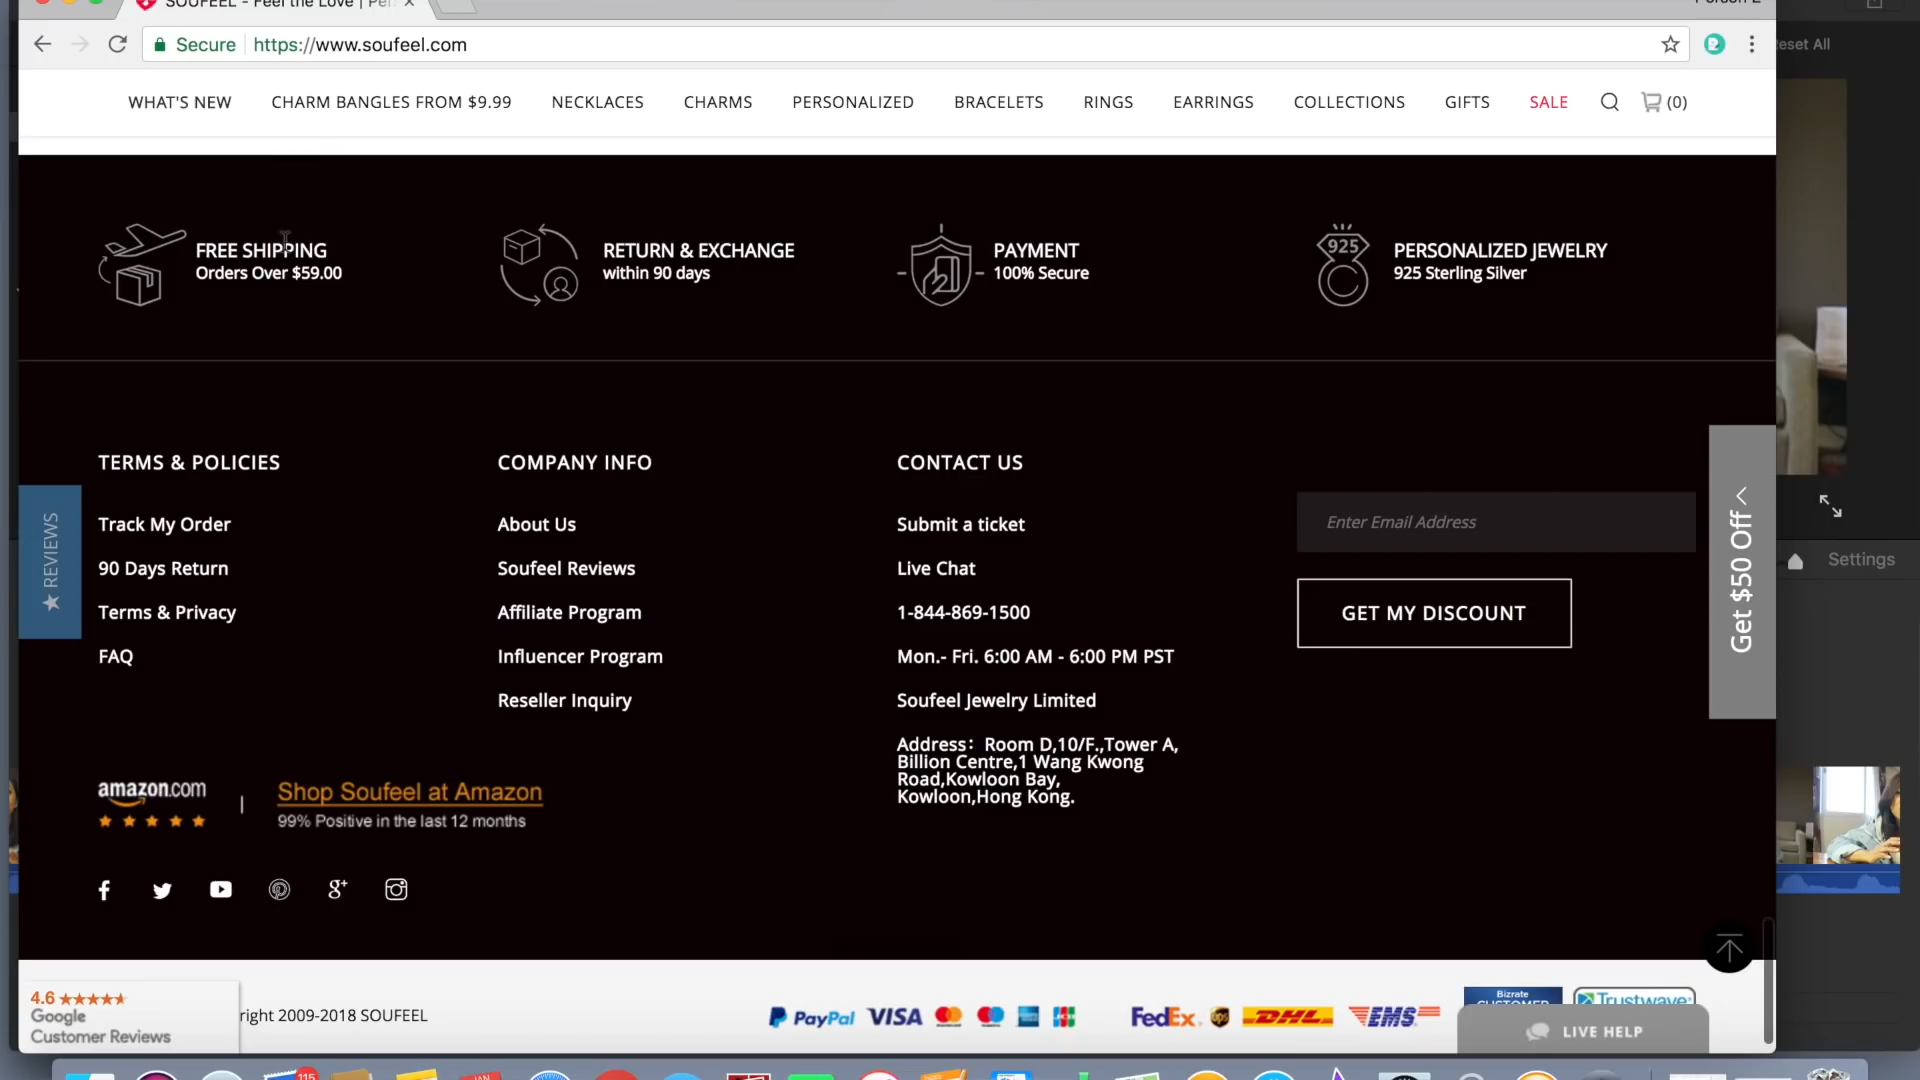 SOUFEEL - Feel the Love | Per
Secure
https://www.soufeel.com
Reset All
WHAT'S NEW
CHARM BANGLES FROM $9.99
NECKLACES
CHARMS
PERSONALIZED
BRACELETS
RINGS
EARRINGS
COLLECTIONS
GIFTS
SALE
(0)
FREE SHIPPING
Orders Over $59.00
RETURN & EXCHANGE
within 90 days
PAYMENT
100% Secure
925
PERSONALIZED JEWELRY
925 Sterling Silver
TERMS & POLICIES
Track My Order
90 Days Return
Terms & Privacy
FAQ
COMPANY INFO
About Us
Soufeel Reviews
Affiliate Program
Influencer Program
Reseller Inquiry
CONTACT US
Submit a ticket
Live Chat
1-844-869-1500
Mon.- Fri. 6:00 AM - 6:00 PM PST
Soufeel Jewelry Limited
Address: Room D,10/F.,Tower A,
Billion Centre,1 Wang Kwong
Road,Kowloon Bay,
Kowloon,Hong Kong.
Enter Email Address
GET MY DISCOUNT
Get $50 Off
★ REVIEWS
Settings
amazon.com
Shop Soufeel at Amazon
99% Positive in the last 12 months
4.6
Google
Customer Reviews
right 2009-2018 SOUFEEL
PayPal
VISA
FedEx
ups
DHL
EMS
Bizrate
CUSTOMER
Trustwave
LIVE HELP
115
JAN